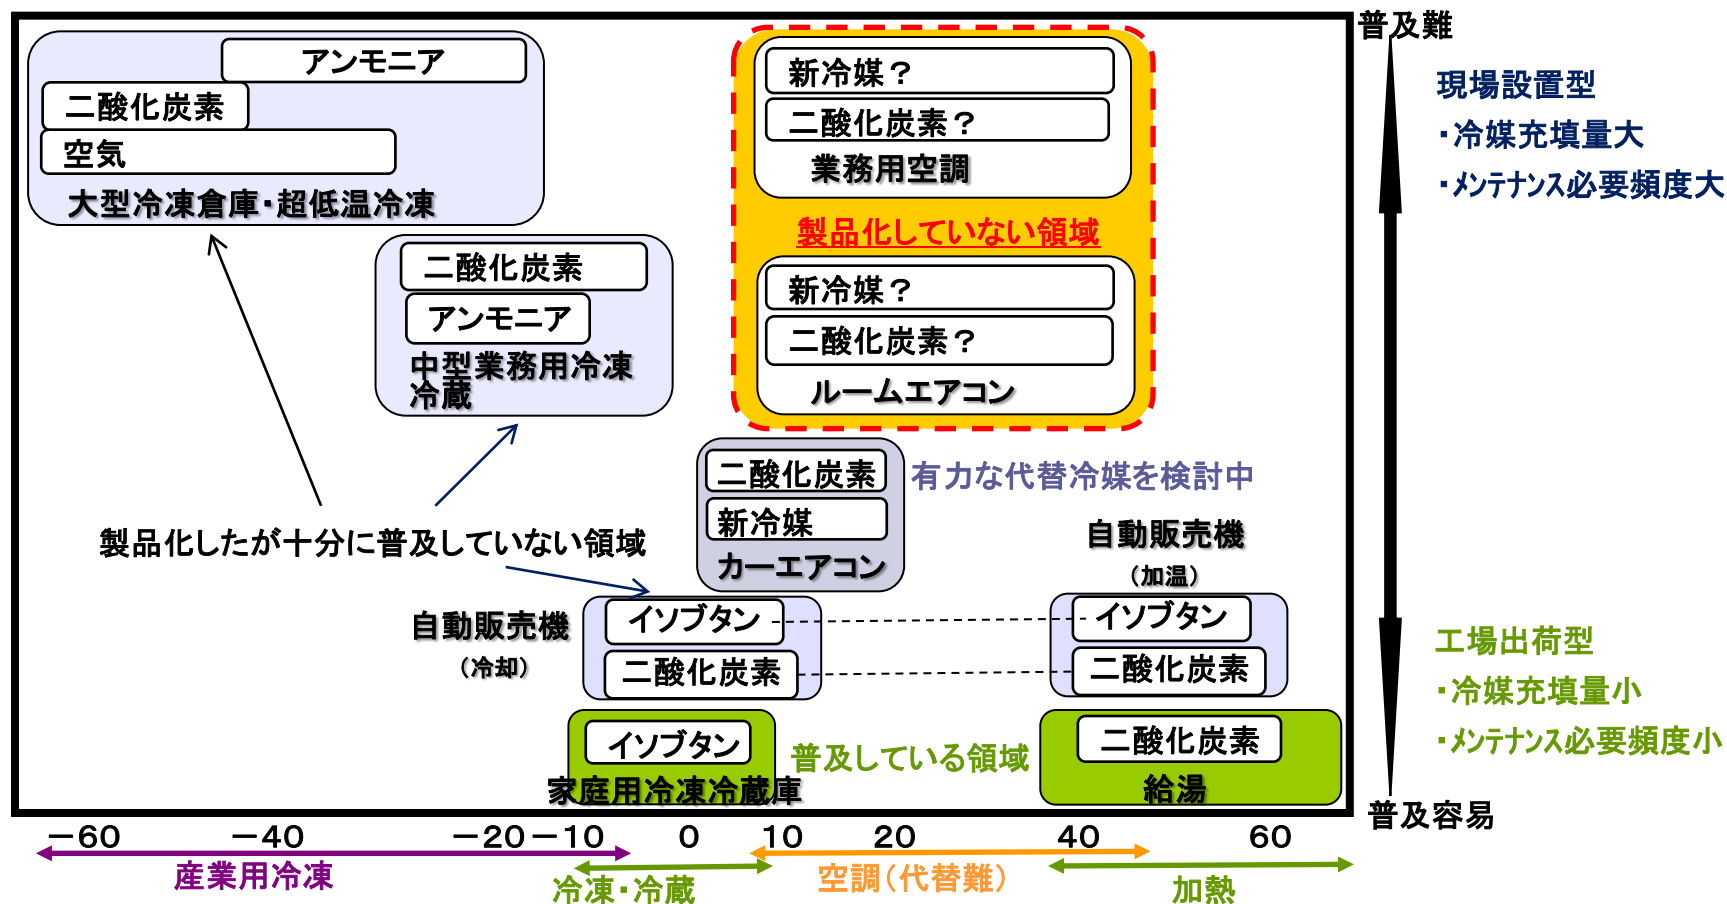 普及難
アンモニア
二酸化炭素
空気
大型冷凍倉庫・超低温冷凍
新冷媒？
二酸化炭素？
業務用空調
製品化していない領域
新冷媒？
二酸化炭素？
ルームエアコン
現場設置型
・冷媒充填量大
・メンテナンス必要頻度大
二酸化炭素
アンモニア
中型業務用冷凍
冷蔵
二酸化炭素
新冷媒
カーエアコン
有力な代替冷媒を検討中
製品化したが十分に普及していない領域
自動販売機
（加温）
イソブタン
二酸化炭素
自動販売機
（冷却）
イソブタン
二酸化炭素
工場出荷型
・冷媒充填量小
・メンテナンス必要頻度小
イソブタン
家庭用冷凍冷蔵庫
普及している領域
二酸化炭素
給湯
普及容易
－60 －40 －20 －10 0 10 20 40 60
産業用冷凍
冷凍・冷蔵
空調（代替難）
加熱